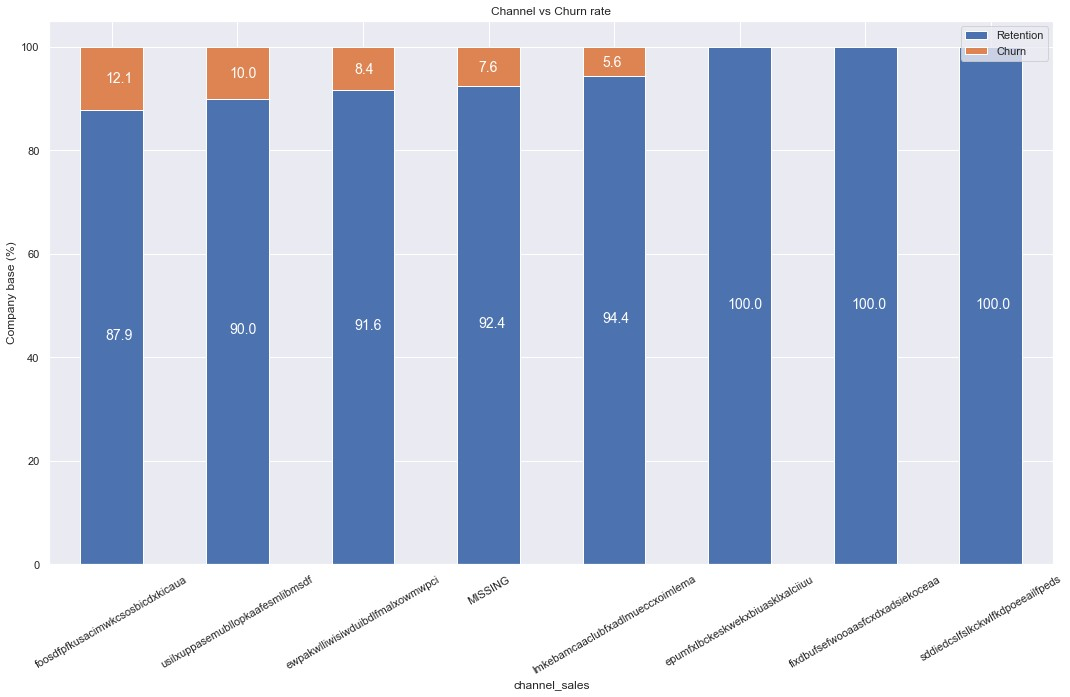 Channel vs Churn rate
Retention
Churn
Company base (%)
100
80
60
40
20
0
12.1
10.0
8.4
7.6
5.6
87.9
90.0
91.6
92.4
94.4
100.0
100.0
100.0
foosdfpfkusacimwkcsosbicdxkicaua
usilxuppasemubllopkaafesmlibmsdf
ewpakwlliwisiwduibdlfmalxowmwpci
MISSING
lmkebamcaaclubfxadlmueccxoimlema
epumfxlbckeskwekxbiuasklxalciiuu
fixdbufsefwooaasfcxdxadsiekoceaa
sddiedcslfslkckwlfkdpoeeailfpeds
channel_sales